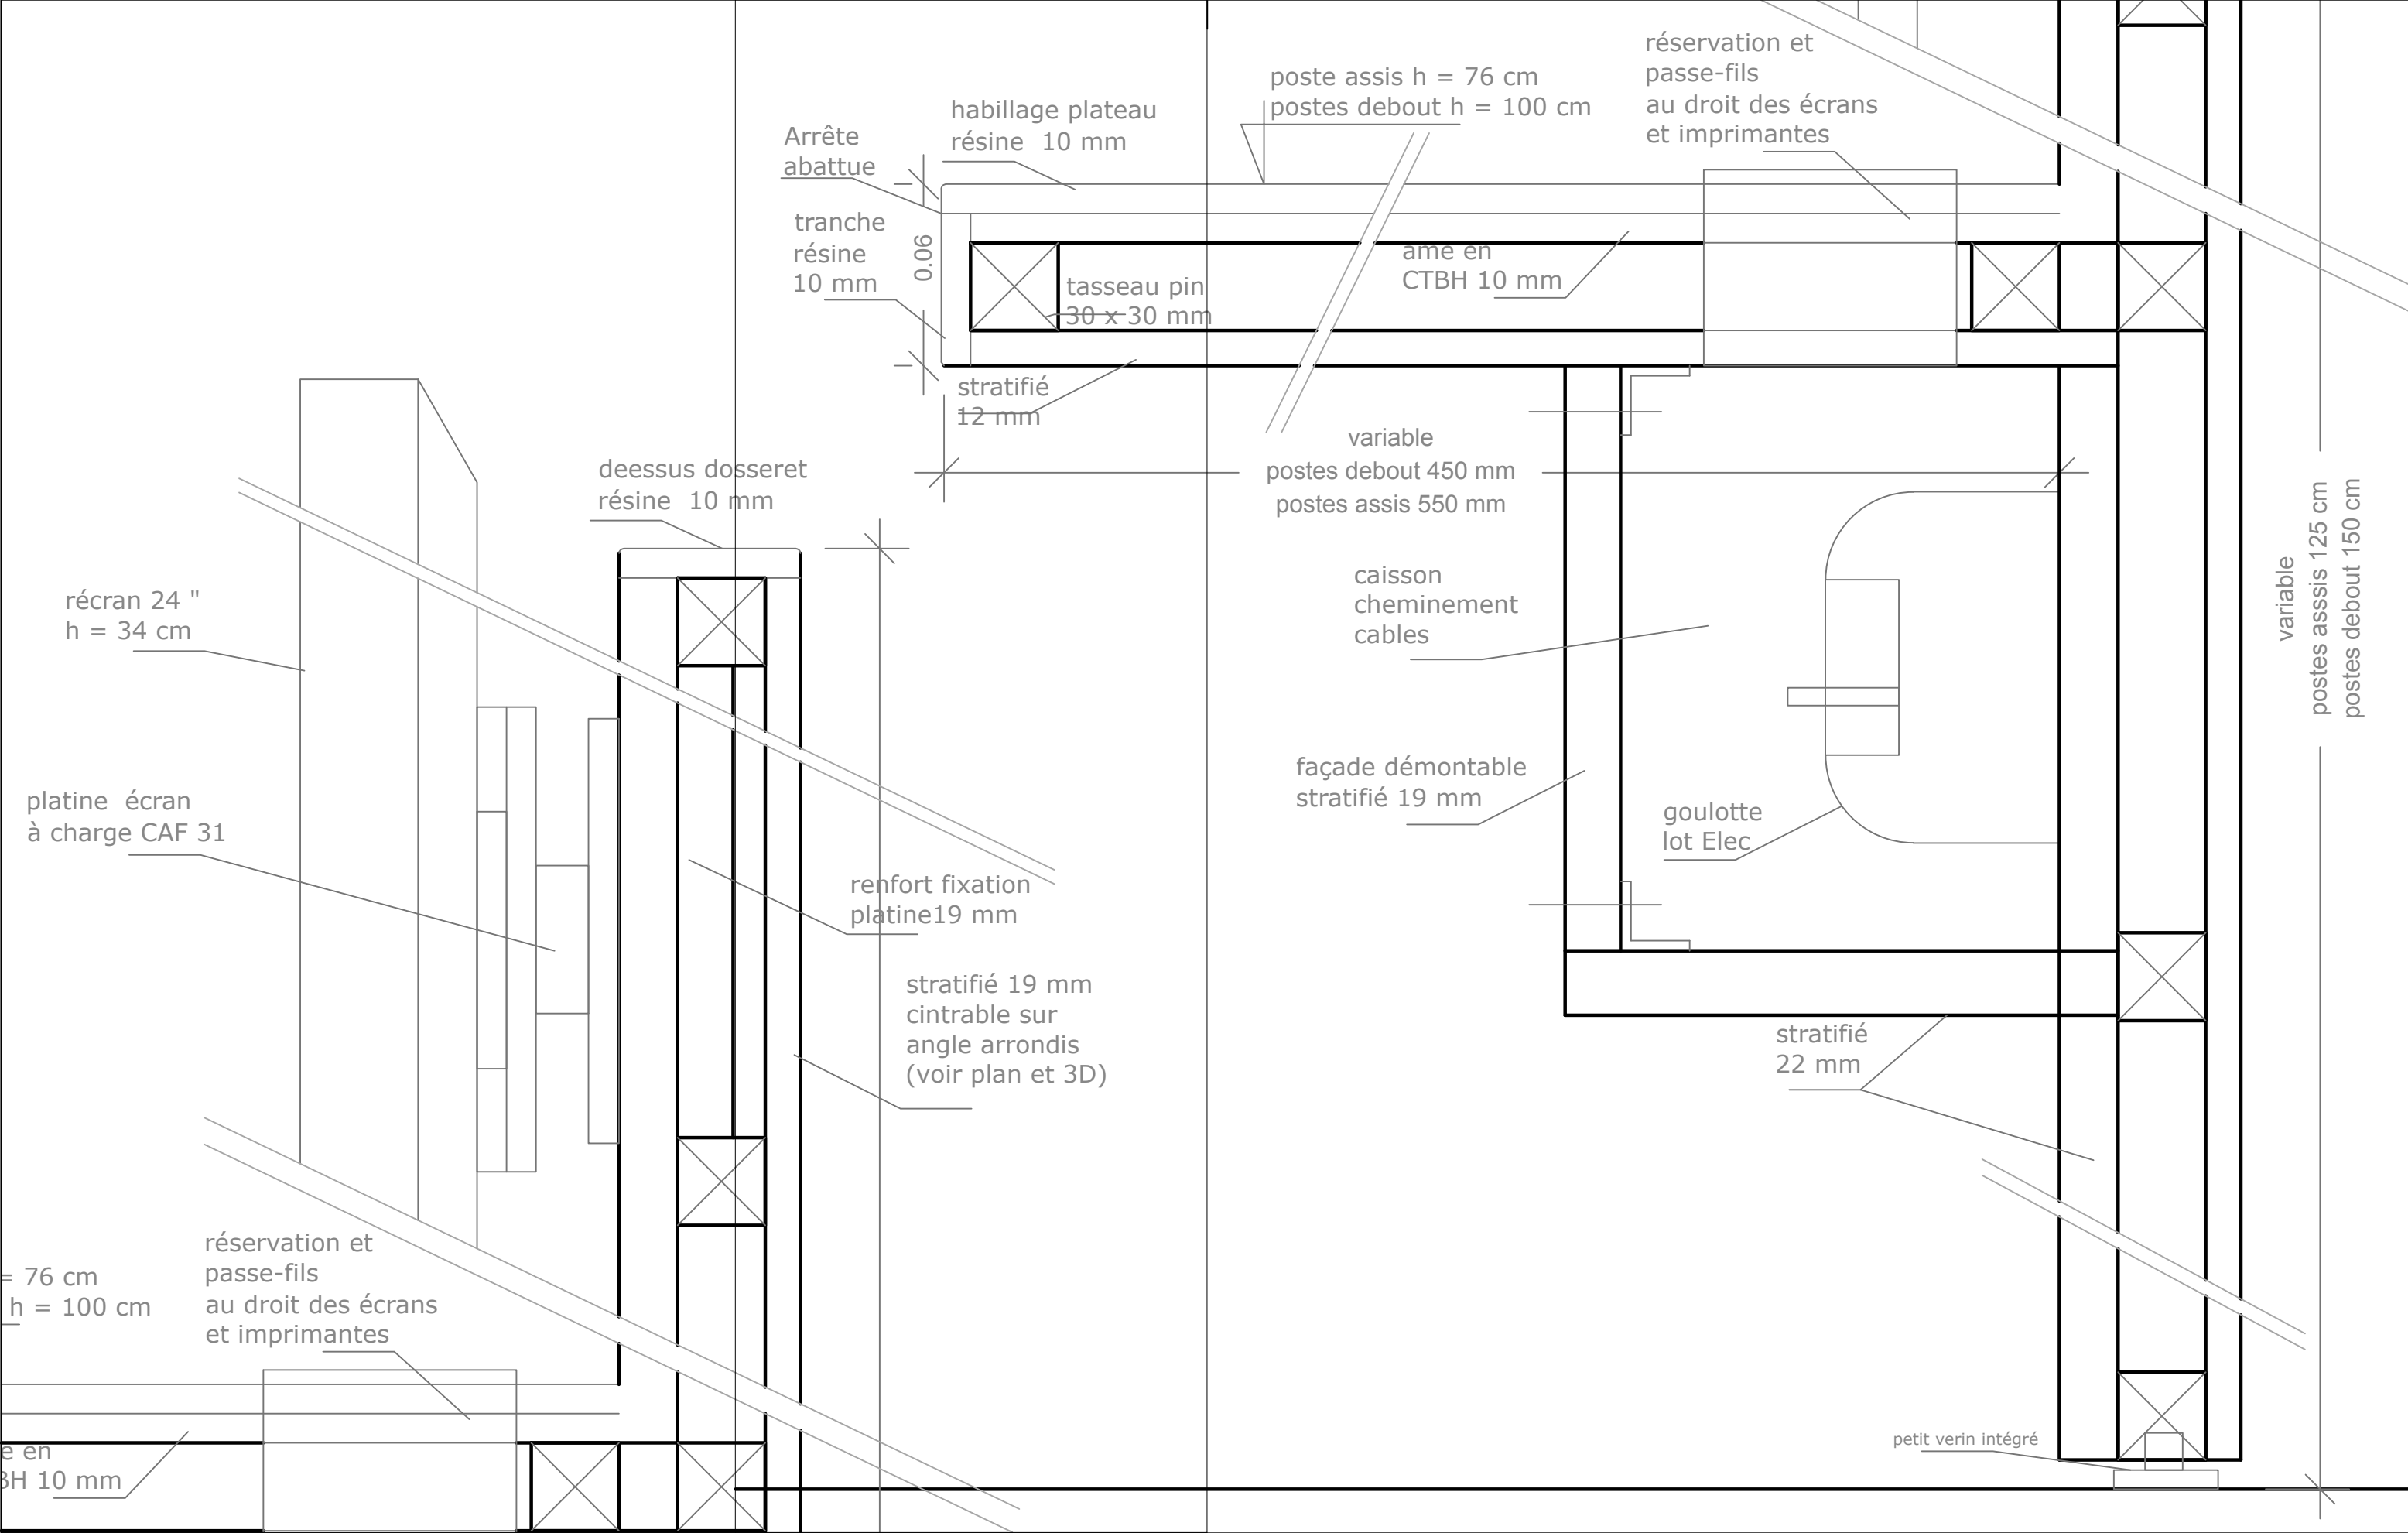 réservation et
passe-fils
au droit des écrans
et imprimantes
poste assis h = 76 cm
postes debout h = 100 cm
habillage plateau
résine  10 mm
Arrête
abattue
tranche
résine
10 mm
0.06
tasseau pin
30 x 30 mm
ame en
CTBH 10 mm
stratifié
12 mm
variable
postes debout 450 mm
postes assis 550 mm
deessus dosseret
résine  10 mm
récran 24 "
h = 34 cm
platine  écran
à charge CAF 31
renfort fixation
platine19 mm
stratifié 19 mm
cintrable sur
angle arrondis
(voir plan et 3D)
caisson
cheminement
cables
façade démontable
stratifié 19 mm
goulotte
lot Elec
variable
postes asssis 125 cm
postes debout 150 cm
stratifié
22 mm
petit verin intégré
réservation et
passe-fils
au droit des écrans
et imprimantes
= 76 cm
h = 100 cm
e en
BH 10 mm